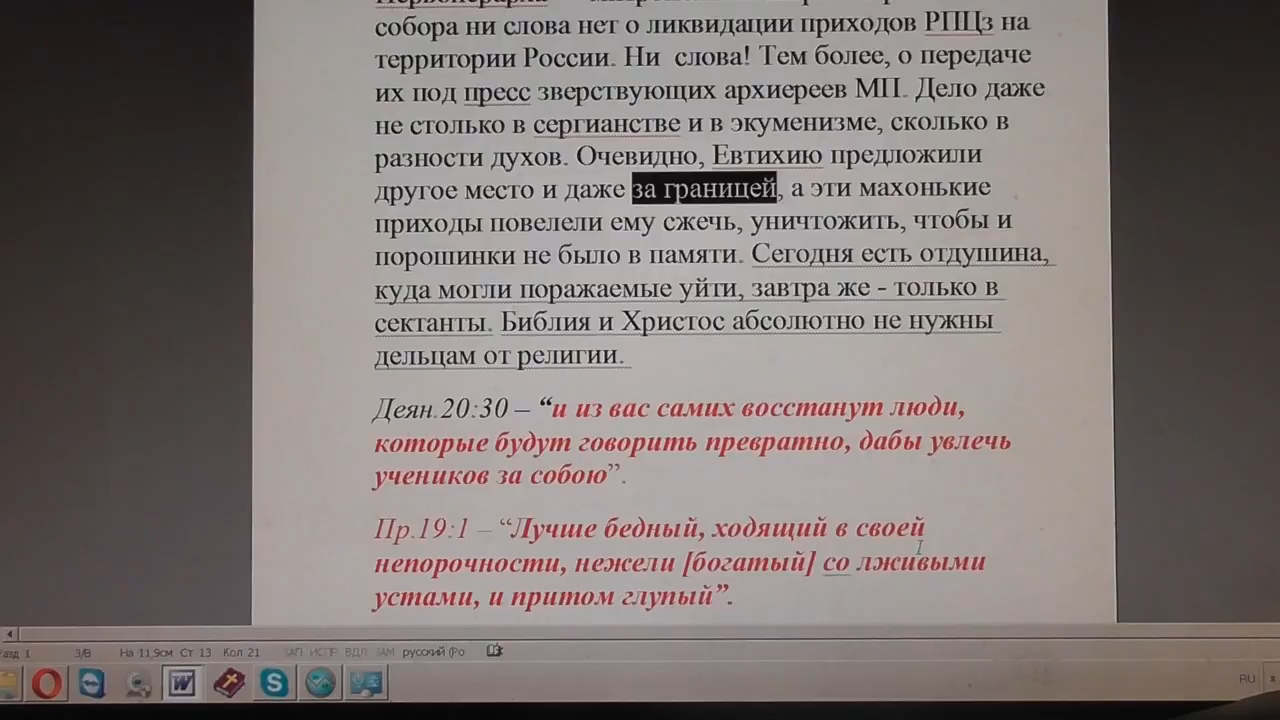 собора ни слова нет о ликвидации приходов РПЦз на
территории России. Ни слова! Тем более, о передаче
их под пресс зверствующих архиереев МП. Дело даже
не столько в сергианстве и в экуменизме, сколько в
разности духов. Очевидно, Евтихию предложили
другое место и даже за границей, а эти махонькие
приходы повелели ему сжечь, уничтожить, чтобы и
порошинки не было в памяти. Сегодня есть отдушина,
куда могли поражаемые уйти, завтра же - только в
сектанты. Библия и Христос абсолютно не нужны
дельцам от религии.
Деян.20:30 – “и из вас самих восстанут люди,
которые будут говорить превратно, дабы увлечь
учеников за собою”.
Пр.19:1 – “Лучше бедный, ходящий в своей
непорочности, нежели [богатый] со лживыми
устами, и притом глупый”.
разд 1 3/8 На 11,9см Ст 13 Кол 21 ЗАП ИСПР ВДЛ ЗАМ русский (Ро
RU